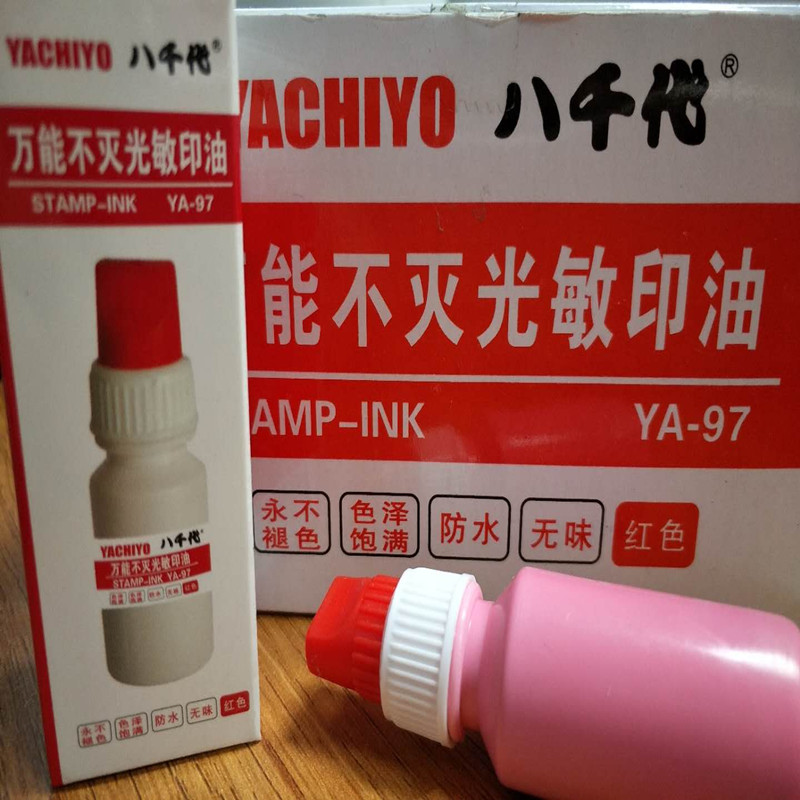 YACHIYO 八千代®
万能不灭光敏印油
STAMP-INK YA-97
YACHIYO 八千代
万能不灭光敏印油
STAMP-INK YA-97
永不褪色 色泽饱满 防水 无味 红色
YACHIYO 八千代®
能不灭光敏印油
AMP-INK YA-97
永不 色泽 防水 无味 红色
褪色 饱满